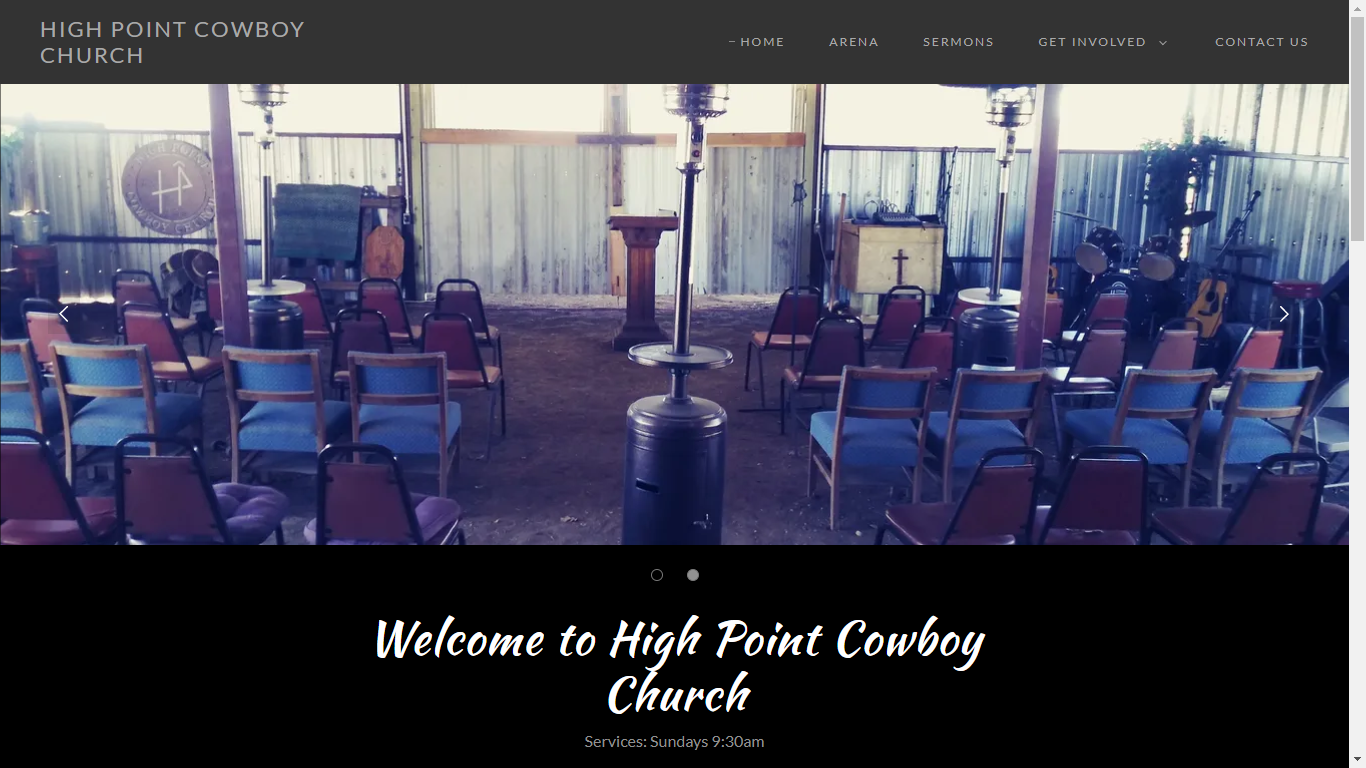 HIGH POINT COWBOY
CHURCH
– HOME
ARENA
SERMONS
GET INVOLVED
CONTACT US
HIGH POINT
COWBOY CHURCH
Welcome to High Point Cowboy
Church
Services: Sundays 9:30am